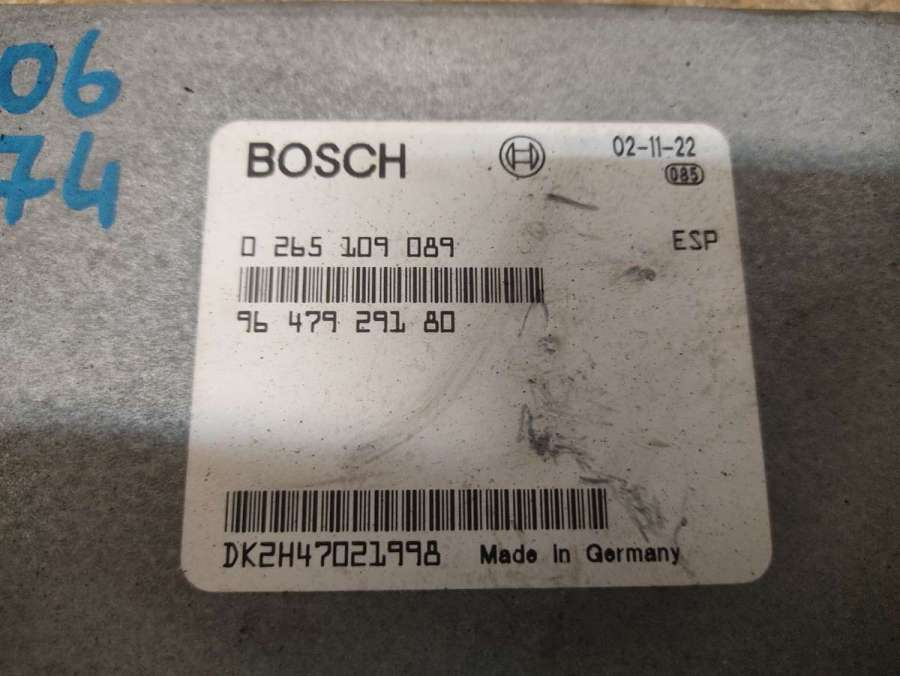 06
74
BOSCH
02-11-22
085
0 265 109 089
ESP
96 479 291 80
DK2H47021998
Made in Germany